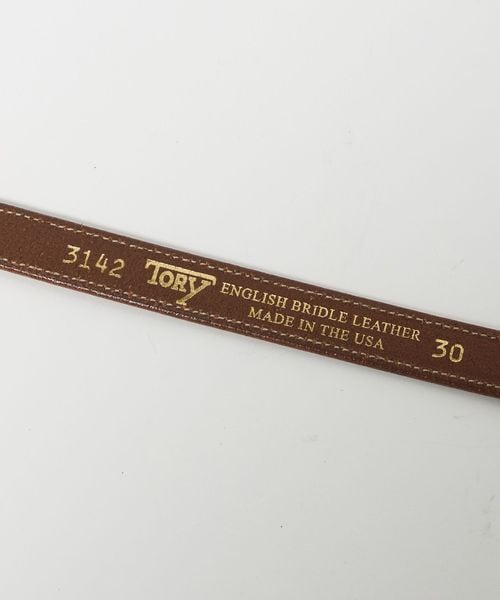 3142 TORY ENGLISH BRIDLE LEATHER
MADE IN THE USA 30